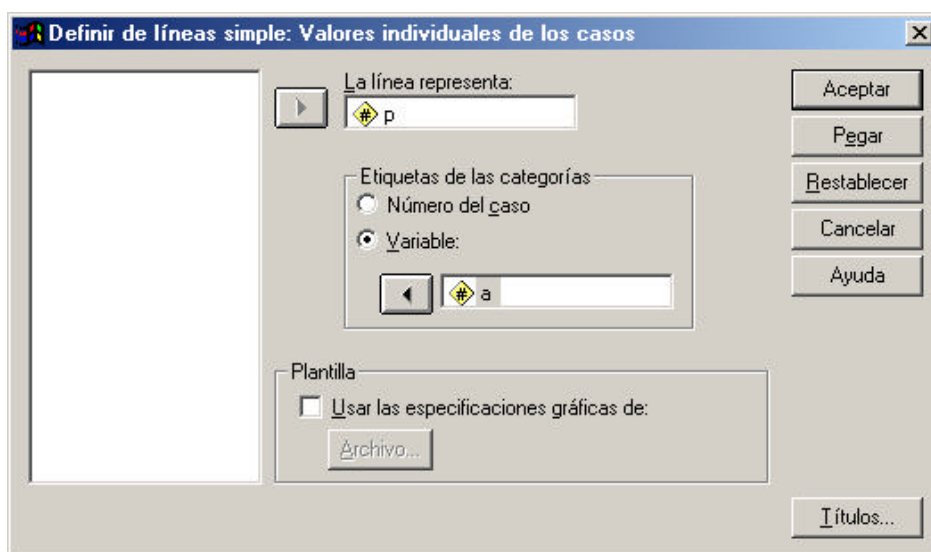 Definir de líneas simple: Valores individuales de los casos
La línea representa:
# p
Etiquetas de las categorías
Número del caso
Variable:
# a
Plantilla
Usar las especificaciones gráficas de:
Archivo...
Aceptar
Pegar
Restablecer
Cancelar
Ayuda
Títulos...